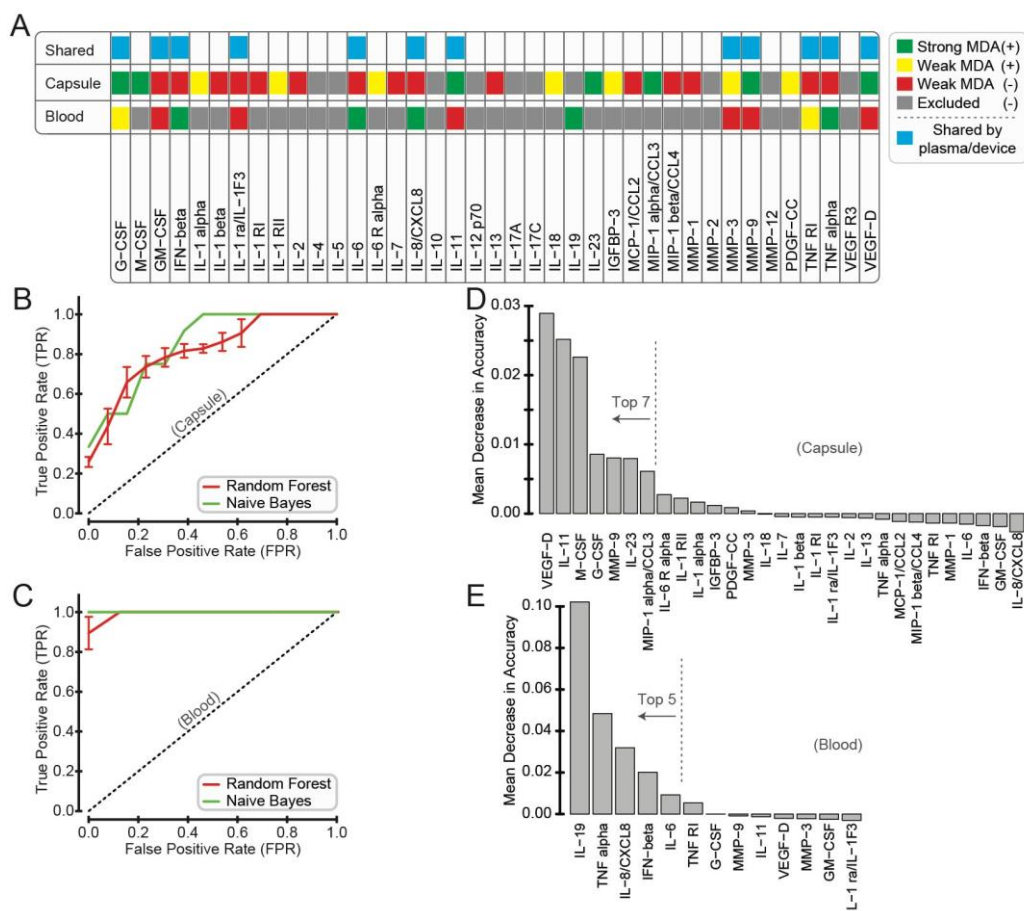 A
Shared
Capsule
Blood
G-CSF
M-CSF
GM-CSF
IFN-beta
IL-1 alpha
IL-1 beta
IL-1 ra/IL-1F3
IL-1 RI
IL-1 RII
IL-2
IL-4
IL-5
IL-6
IL-6 R alpha
IL-7
IL-8/CXCL8
IL-10
IL-11
IL-12 p70
IL-13
IL-17A
IL-17C
IL-18
IL-19
IL-23
IGFBP-3
MCP-1/CCL2
MIP-1 alpha/CCL3
MIP-1 beta/CCL4
MMP-1
MMP-2
MMP-3
MMP-9
MMP-12
PDGF-CC
TNF RI
TNF alpha
VEGF R3
VEGF-D
Strong MDA(+)
Weak MDA (+)
Weak MDA (-)
Excluded (-)
Shared by
plasma/device
B
True Positive Rate (TPR)
1.0
0.8
0.6
0.4
0.2
0.0
(Capsule)
Random Forest
Naive Bayes
0.0 0.2 0.4 0.6 0.8 1.0
False Positive Rate (FPR)
C
True Positive Rate (TPR)
1.0
0.8
0.6
0.4
0.2
0.0
(Blood)
Random Forest
Naive Bayes
0.0 0.2 0.4 0.6 0.8 1.0
False Positive Rate (FPR)
D
Mean Decrease in Accuracy
0.03
0.02
0.01
0.00
Top 7
(Capsule)
VEGF-D
IL-11
M-CSF
G-CSF
MMP-9
IL-23
MIP-1 alpha/CCL3
IL-6 R alpha
IL-1 RII
IL-1 alpha
IGFBP-3
PDGF-CC
MMP-3
IL-18
IL-7
IL-1 beta
IL-1 RI
IL-1 ra/IL-1F3
IL-2
IL-13
TNF alpha
MCP-1/CCL2
MIP-1 beta/CCL4
TNF RI
MMP-1
IL-6
IFN-beta
GM-CSF
IL-8/CXCL8
E
Mean Decrease in Accuracy
0.10
0.08
0.06
0.04
0.02
0.00
Top 5
(Blood)
IL-19
TNF alpha
IL-8/CXCL8
IFN-beta
IL-6
TNF RI
G-CSF
MMP-9
IL-11
VEGF-D
MMP-3
GM-CSF
L-1 ra/IL-1F3